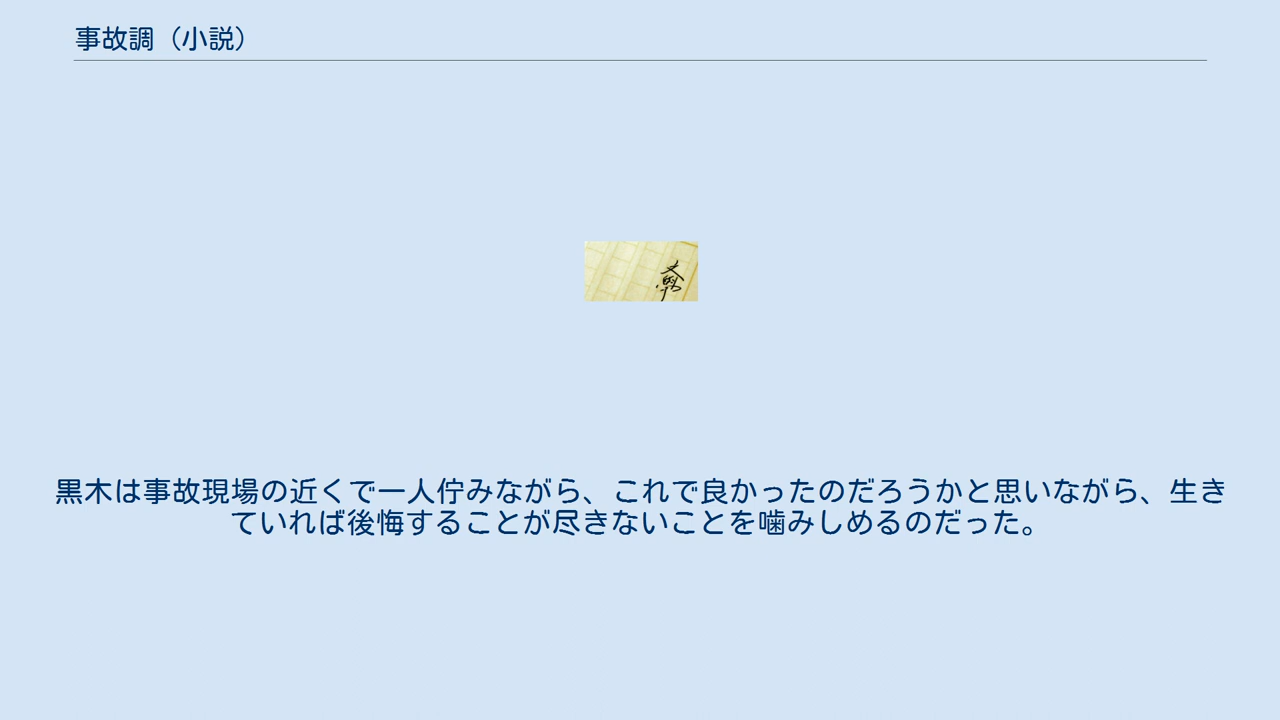 事故調（小説）
黒木は事故現場の近くで一人佇みながら、これで良かったのだろうかと思いながら、生き
ていれば後悔することが尽きないことを噛みしめるのだった。